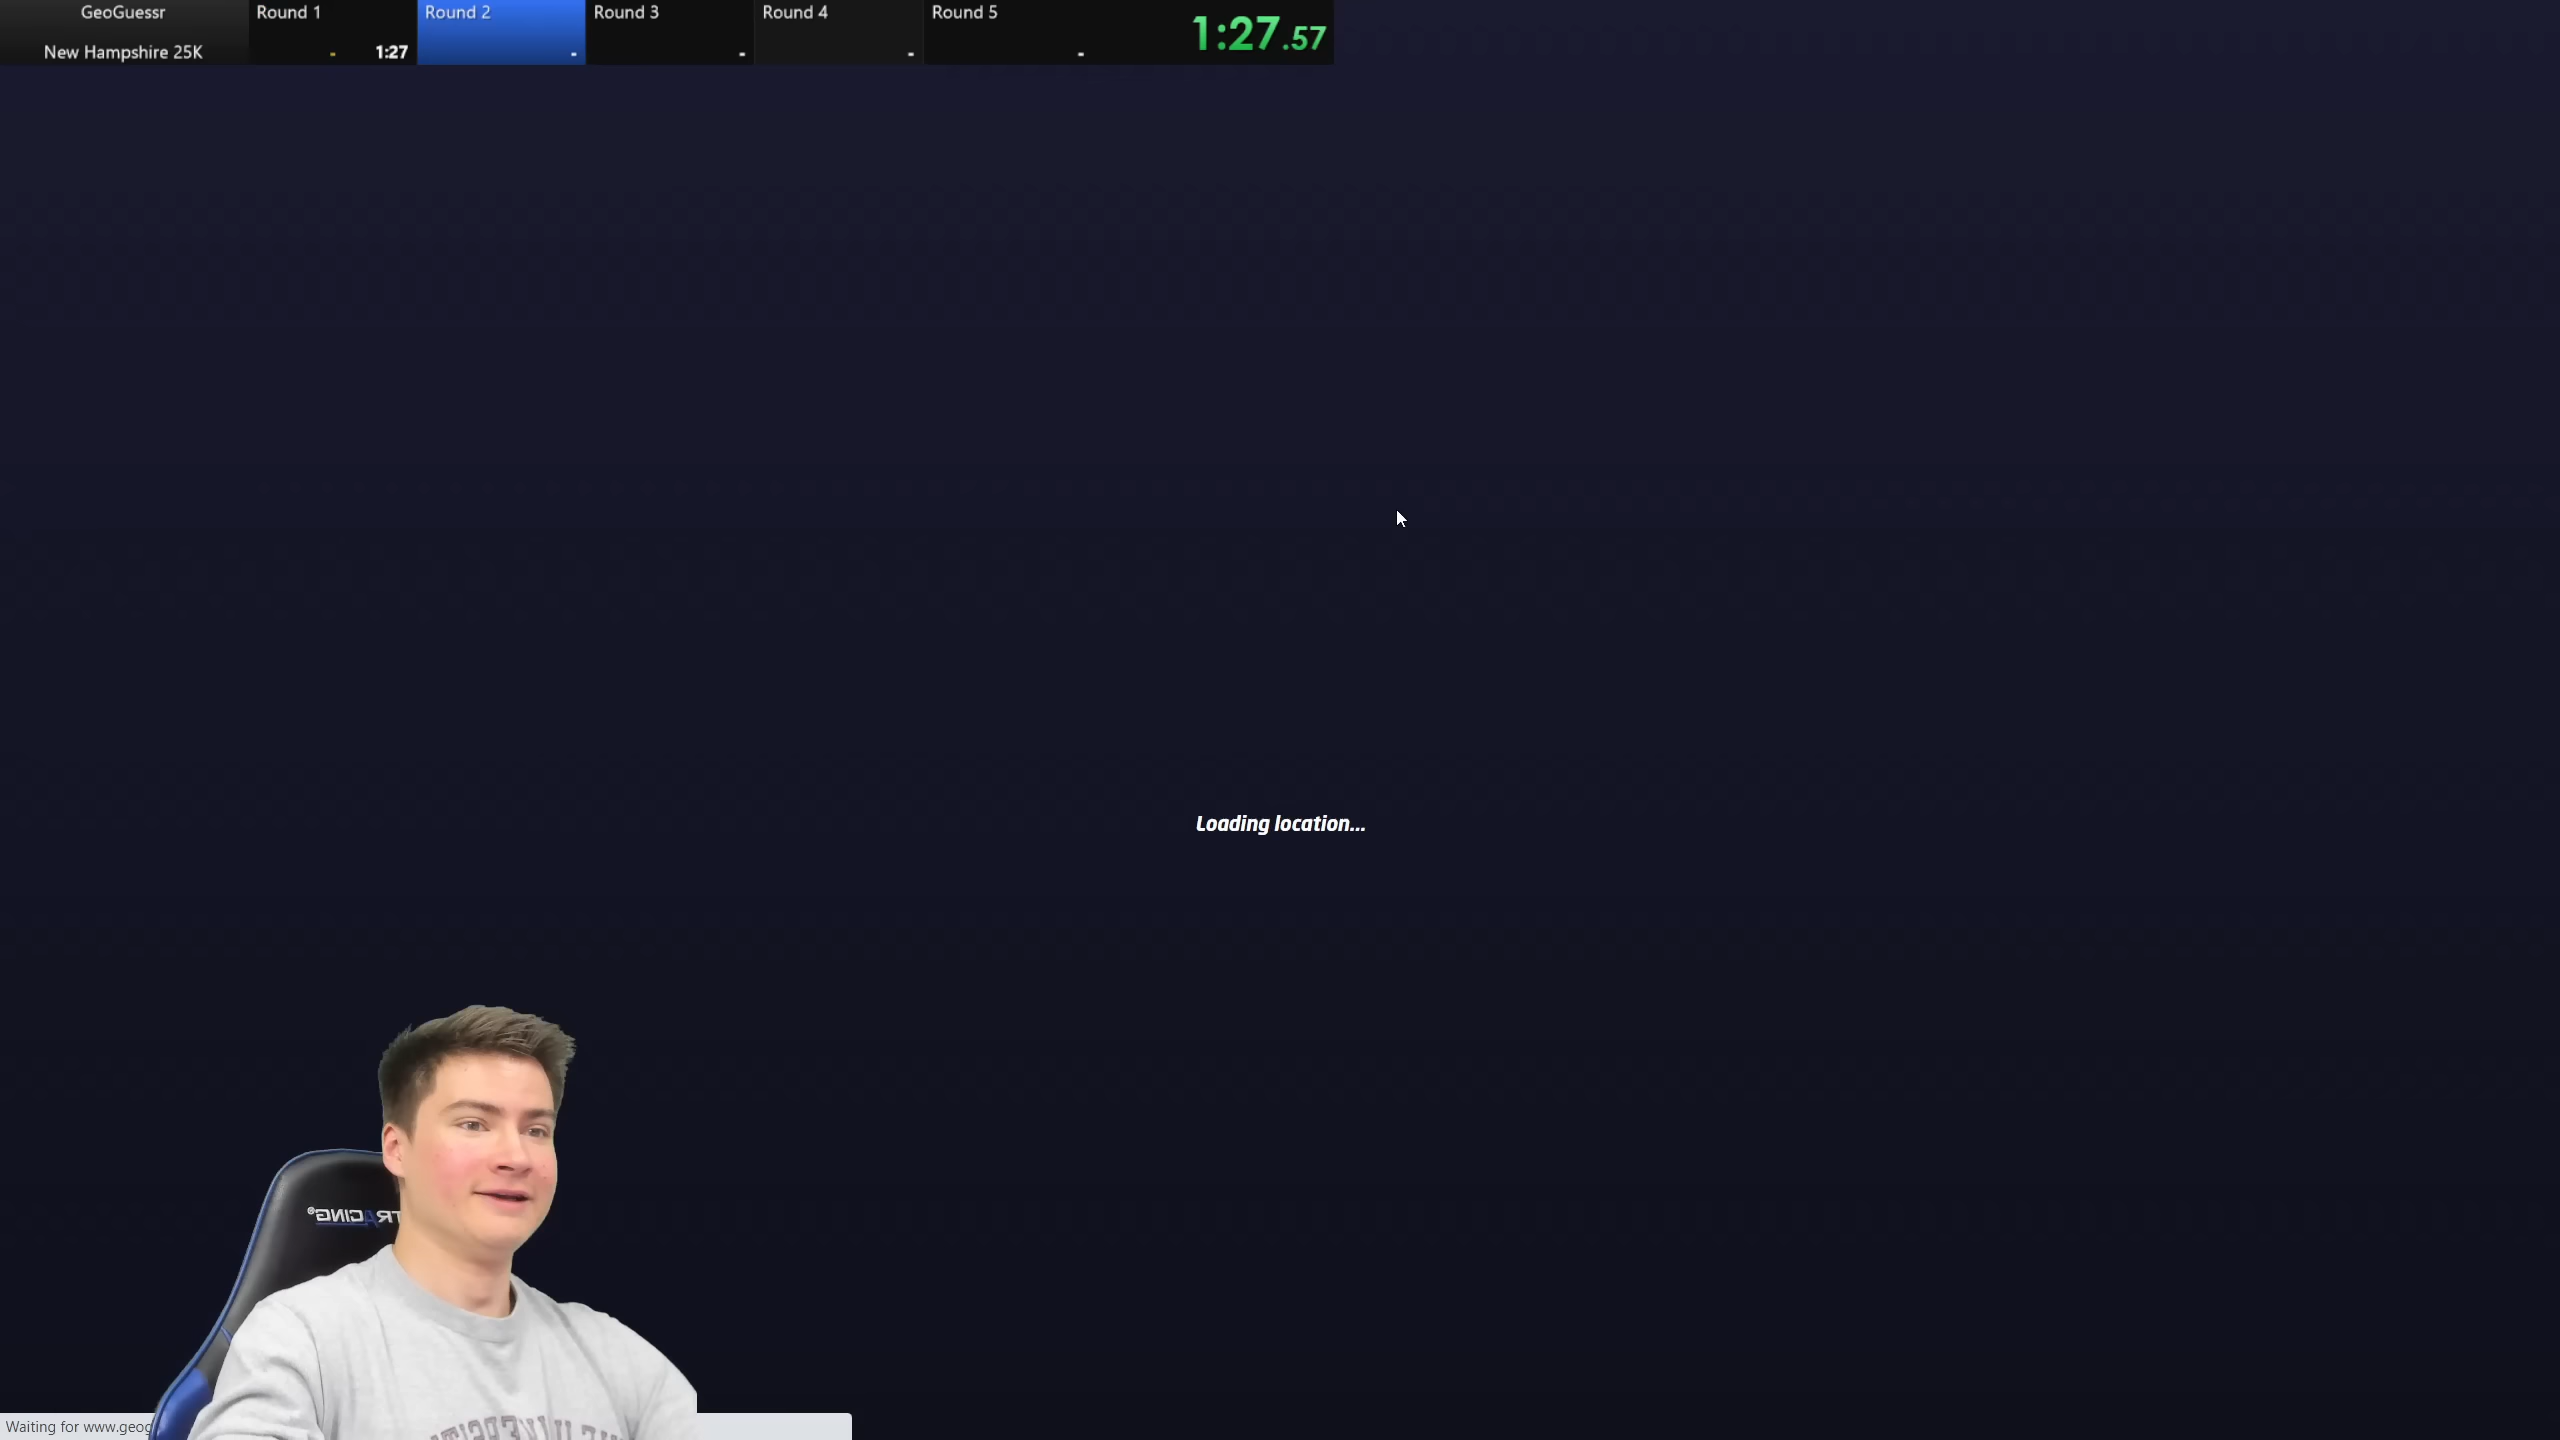 GeoGuessr
New Hampshire 25K
Round 1
- 1:27
Round 2
-
Round 3
-
Round 4
-
Round 5
-
1:27.57
Loading location...
Waiting for www.geog